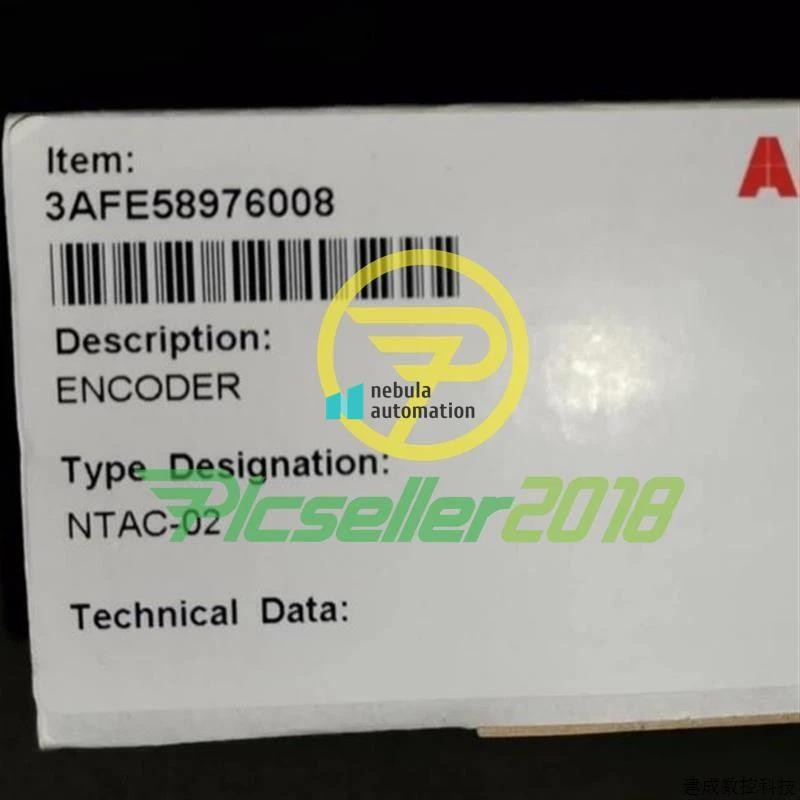 Item:
3AFE58976008
Description:
ENCODER
Type Designation:
NTAC-02
Technical Data:
nebula
automation
Plcseller2018
建成数控科技